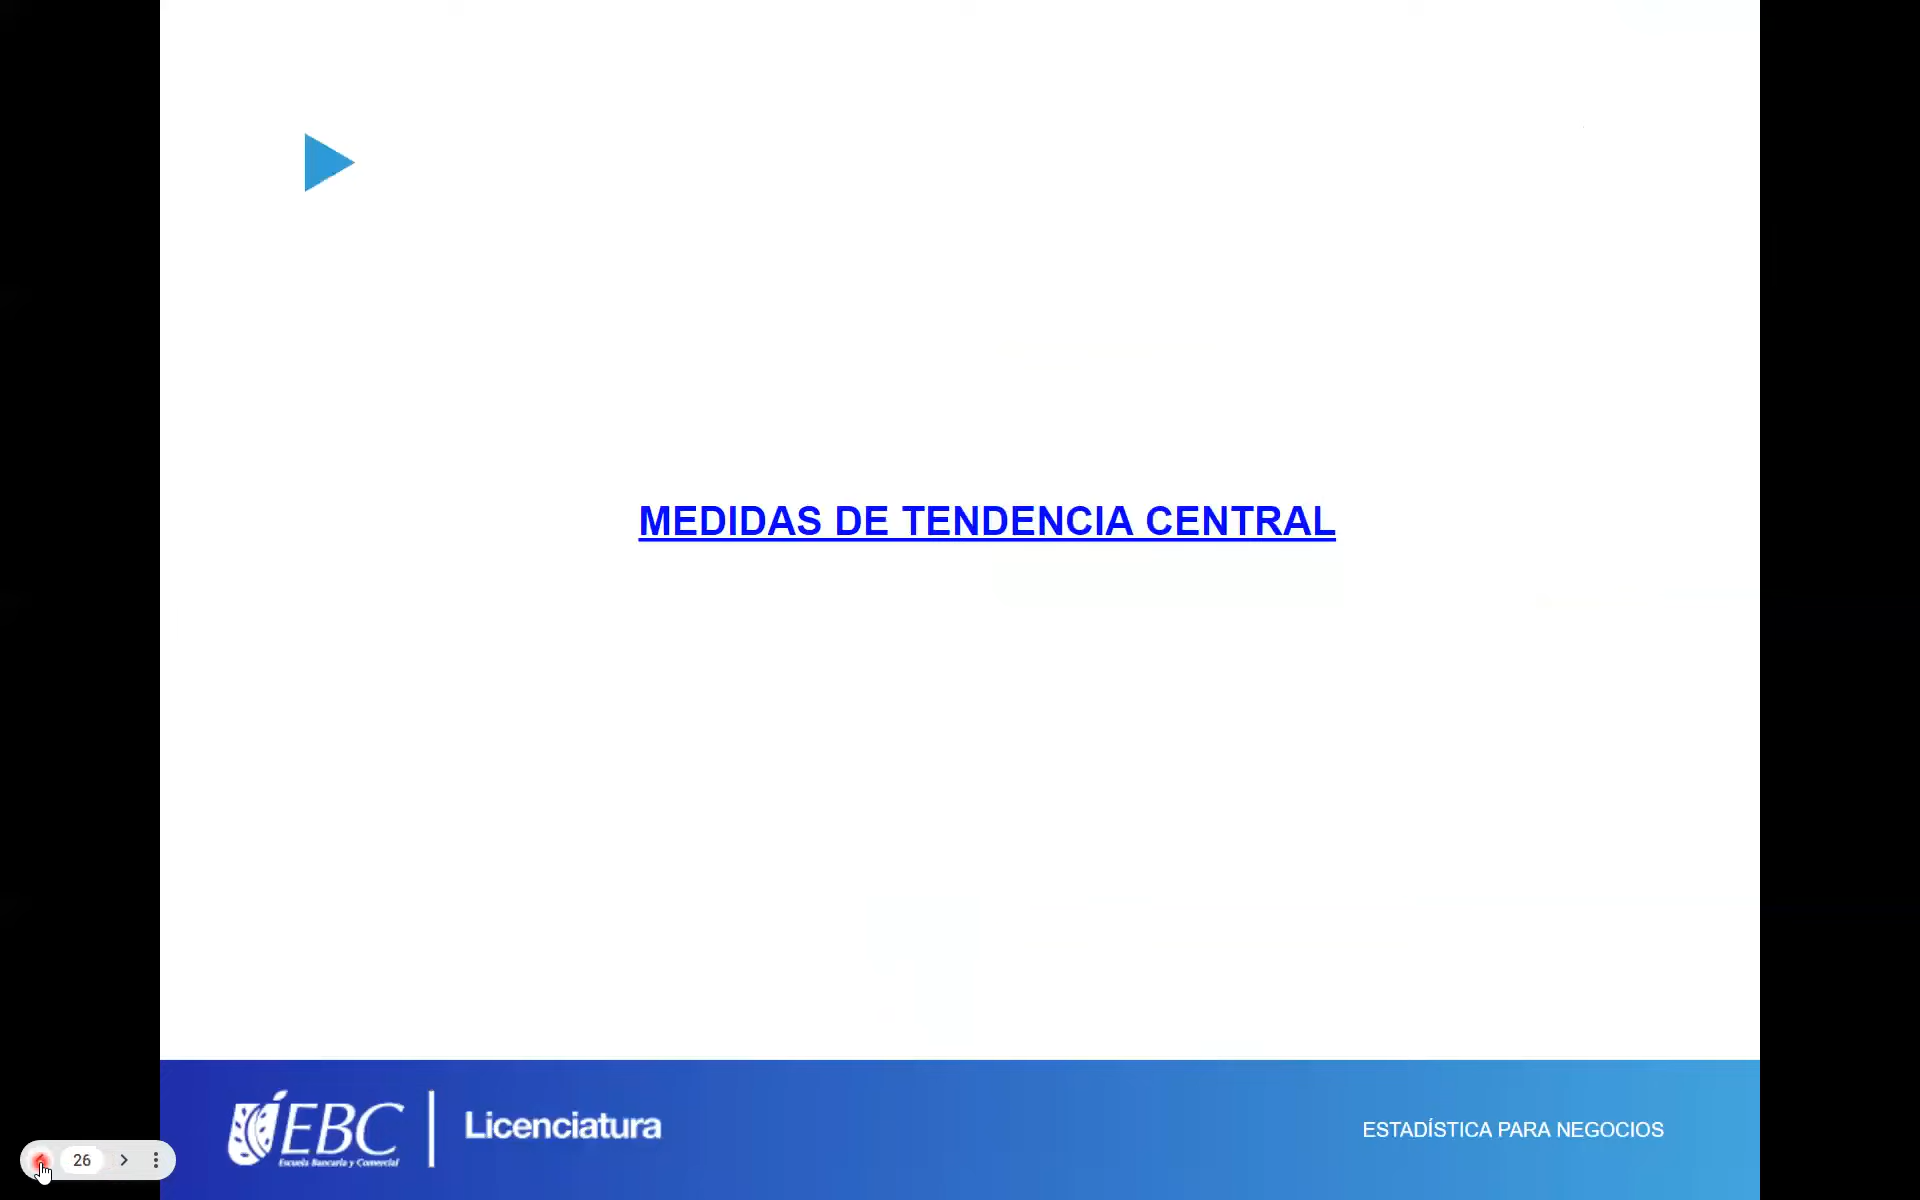 MEDIDAS DE TENDENCIA CENTRAL
EBC
Escuela Bancaria y Comercial
Licenciatura
ESTADÍSTICA PARA NEGOCIOS
26